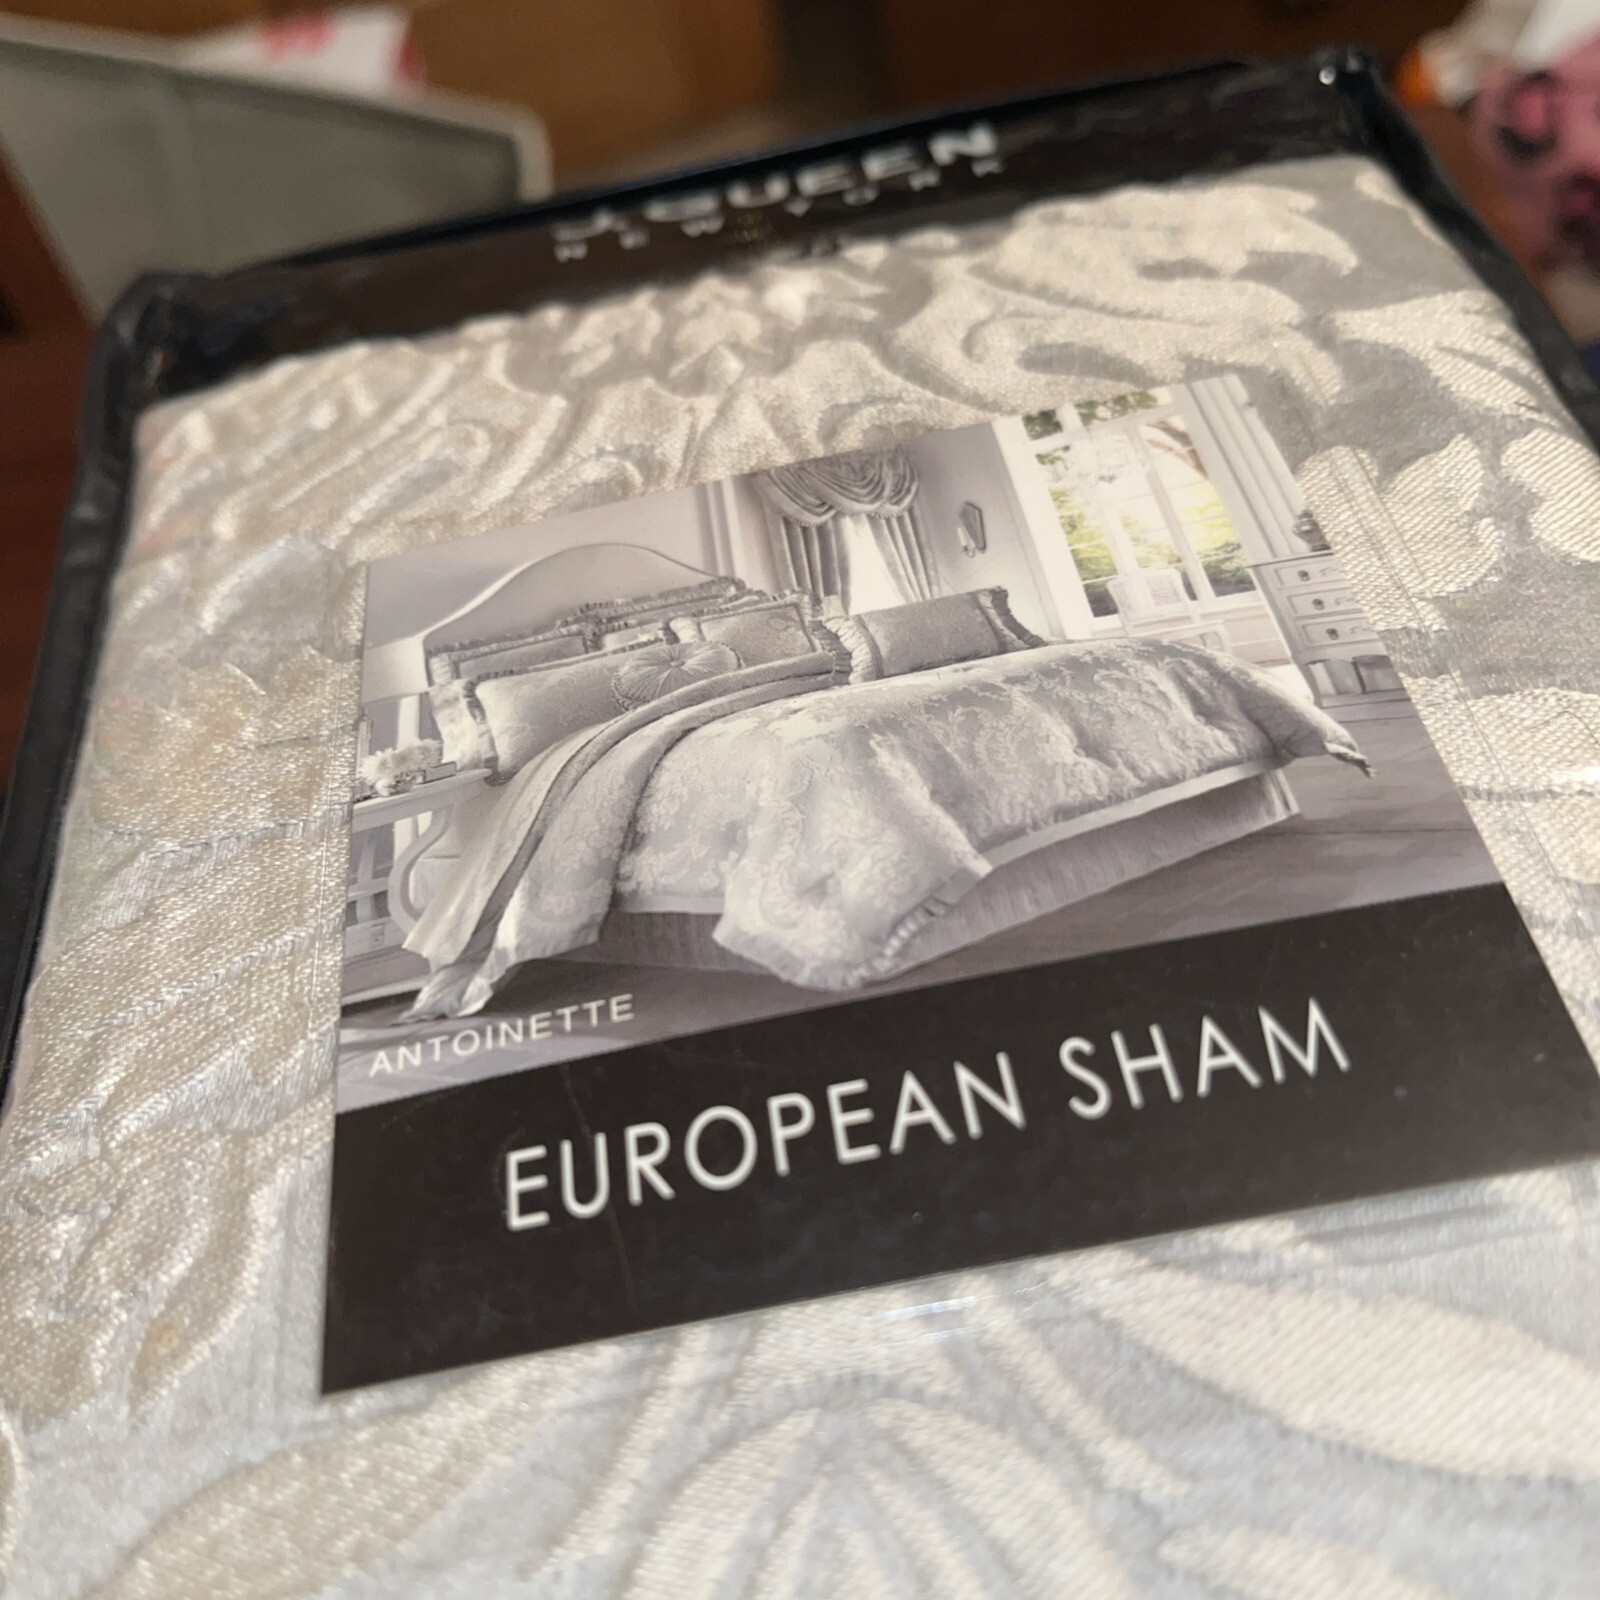 J. QUEEN
NEW YORK
ANTOINETTE
EUROPEAN SHAM